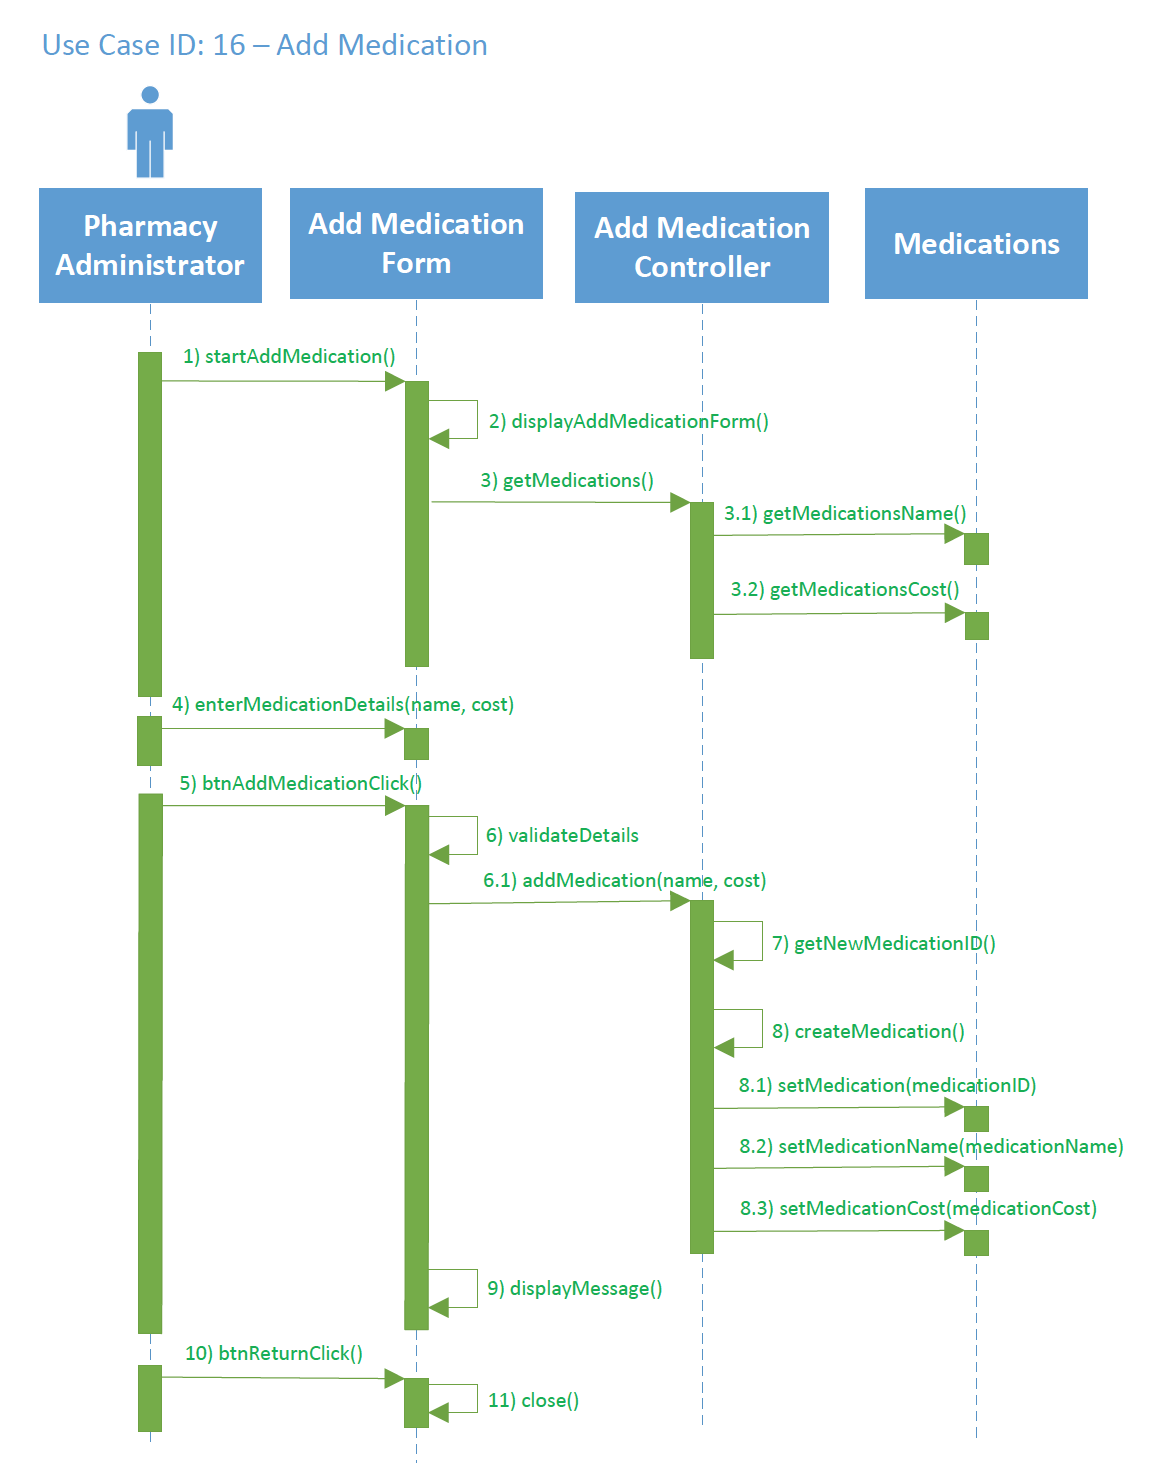 Use Case ID: 16 – Add Medication
Pharmacy
Administrator
Add Medication
Form
Add Medication
Controller
Medications
1) startAddMedication()
2) displayAddMedicationForm()
3) getMedications()
3.1) getMedicationsName()
3.2) getMedicationsCost()
4) enterMedicationDetails(name, cost)
5) btnAddMedicationClick()
6) validateDetails
6.1) addMedication(name, cost)
7) getNewMedicationID()
8) createMedication()
8.1) setMedication(medicationID)
8.2) setMedicationName(medicationName)
8.3) setMedicationCost(medicationCost)
9) displayMessage()
10) btnReturnClick()
11) close()